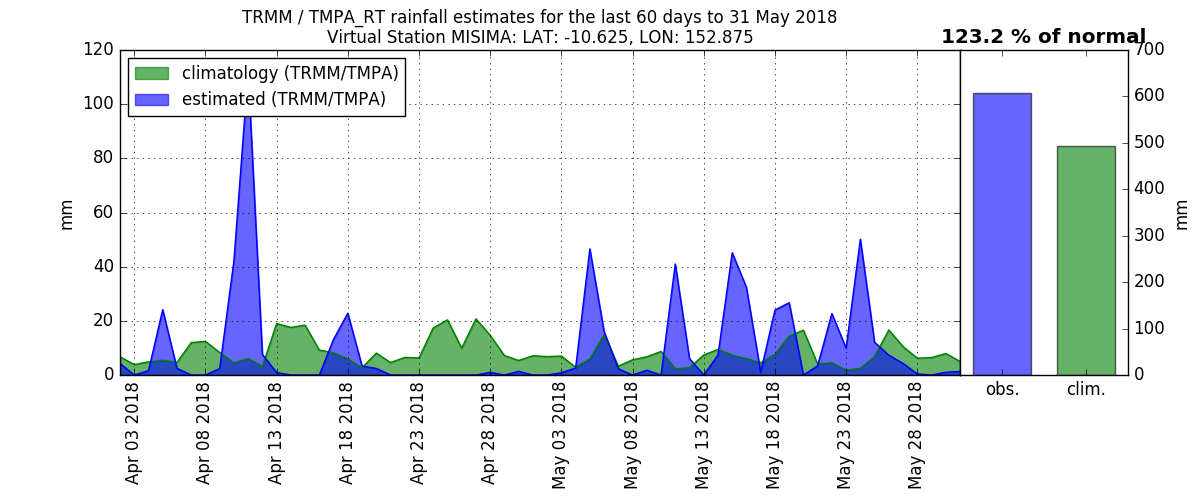 TRMM / TMPA_RT rainfall estimates for the last 60 days to 31 May 2018
Virtual Station MISIMA: LAT: -10.625, LON: 152.875
123.2 % of normal
climatology (TRMM/TMPA)
estimated (TRMM/TMPA)
120
100
80
60
40
20
0
mm
Apr 03 2018
Apr 08 2018
Apr 13 2018
Apr 18 2018
Apr 23 2018
Apr 28 2018
May 03 2018
May 08 2018
May 13 2018
May 18 2018
May 23 2018
May 28 2018
700
600
500
400
300
200
100
0
mm
obs.
clim.